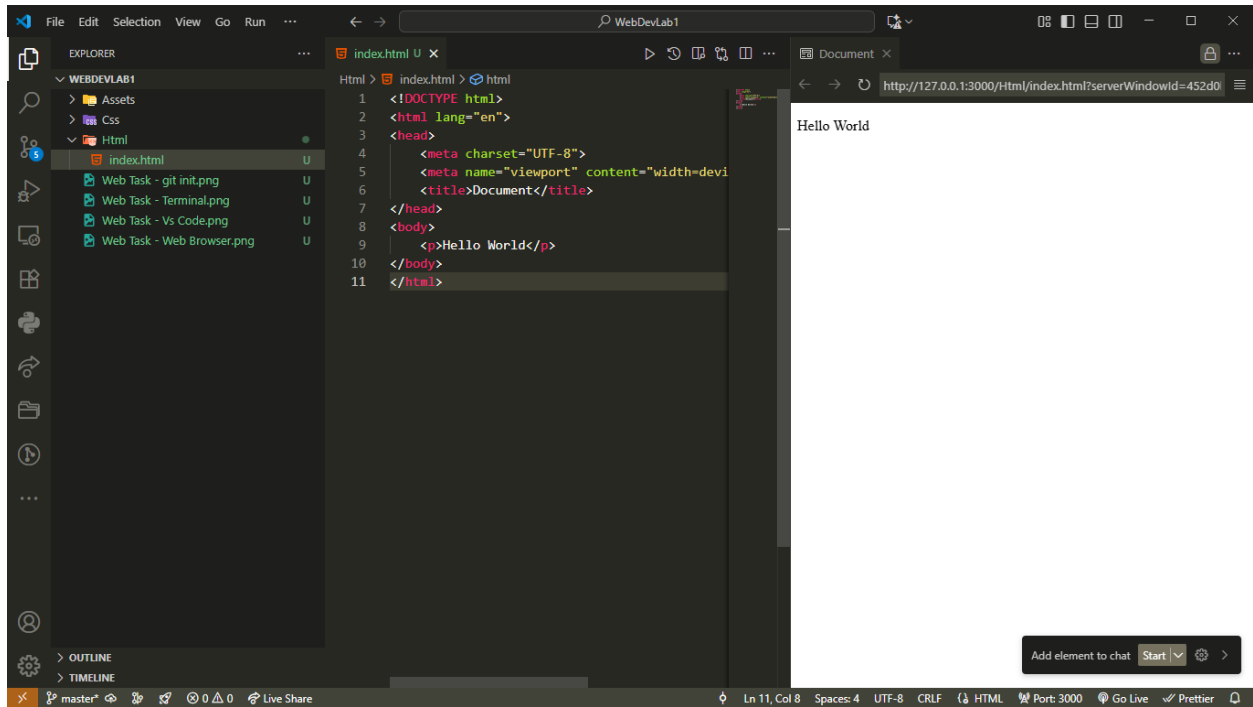 File Edit Selection View Go Run ··· WebDevLab1
EXPLORER ···
WEBDEVLAB1
Assets
Css
Html
index.html U
Web Task - git init.png U
Web Task - Terminal.png U
Web Task - Vs Code.png U
Web Task - Web Browser.png U
OUTLINE
TIMELINE
5
index.html U
Html > index.html > html
1 <!DOCTYPE html>
2 <html lang="en">
3 <head>
4 <meta charset="UTF-8">
5 <meta name="viewport" content="width=devi
6 <title>Document</title>
7 </head>
8 <body>
9 <p>Hello World</p>
10 </body>
11 </html>
Document
http://127.0.0.1:3000/Html/index.html?serverWindowId=452d0
Hello World
Add element to chat Start
master* 0 0 Live Share Ln 11, Col 8 Spaces: 4 UTF-8 CRLF HTML Port: 3000 Go Live Prettier